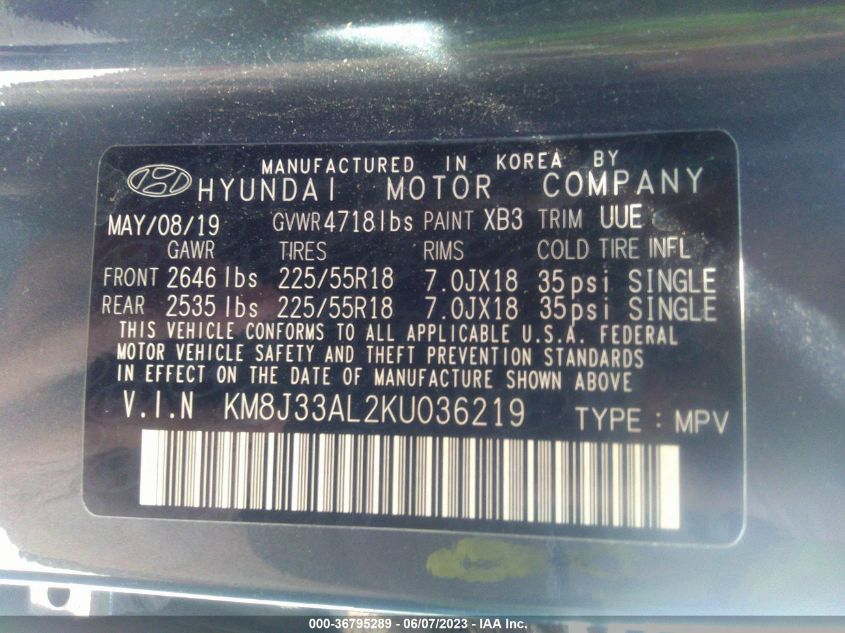 MANUFACTURED IN KOREA BY
HYUNDAI MOTOR COMPANY
MAY/08/19 GVWR 4718lbs PAINT XB3 TRIM UUE
GAWR TIRES RIMS COLD TIRE INFL
FRONT 2646 lbs 225/55R18 7.0JX18 35psi SINGLE
REAR 2535 lbs 225/55R18 7.0JX18 35psi SINGLE
THIS VEHICLE CONFORMS TO ALL APPLICABLE U.S.A. FEDERAL
MOTOR VEHICLE SAFETY AND THEFT PREVENTION STANDARDS
IN EFFECT ON THE DATE OF MANUFACTURE SHOWN ABOVE
V.I.N KM8J33AL2KU036219 TYPE : MPV
000-36795289 - 06/07/2023 - IAA Inc.